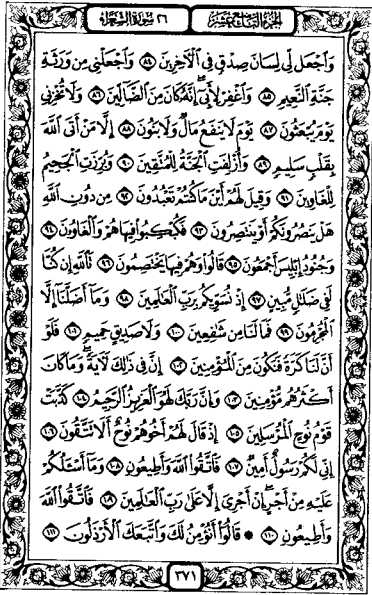 الجزء التاسع عشر ٢٦ سورة الشعراء
وَاجْعَل لِّي لِسَانَ صِدْقٍ فِي الْآخِرِينَ ٨٤ وَاجْعَلْنِي مِن وَرَثَةِ
جَنَّةِ النَّعِيمِ ٨٥ وَاغْفِرْ لِأَبِي إِنَّهُ كَانَ مِنَ الضَّالِّينَ ٨٦ وَلَا تُخْزِنِي
يَوْمَ يُبْعَثُونَ ٨٧ يَوْمَ لَا يَنفَعُ مَالٌ وَلَا بَنُونَ ٨٨ إِلَّا مَنْ أَتَى اللَّهَ
بِقَلْبٍ سَلِيمٍ ٨٩ وَأُزْلِفَتِ الْجَنَّةُ لِلْمُتَّقِينَ ٩٠ وَبُرِّزَتِ الْجَحِيمُ
لِلْغَاوِينَ ٩١ وَقِيلَ لَهُمْ أَيْنَ مَا كُنتُمْ تَعْبُدُونَ ٩٢ مِن دُونِ اللَّهِ
هَلْ يَنصُرُونَكُمْ أَوْ يَنتَصِرُونَ ٩٣ فَكُبْكِبُوا فِيهَا هُمْ وَالْغَاوُونَ ٩٤
وَجُنُودُ إِبْلِيسَ أَجْمَعُونَ ٩٥ قَالُوا وَهُمْ فِيهَا يَخْتَصِمُونَ ٩٦ تَاللَّهِ إِن كُنَّا
لَفِي ضَلَالٍ مُّبِينٍ ٩٧ إِذْ نُسَوِّيكُم بِرَبِّ الْعَالَمِينَ ٩٨ وَمَا أَضَلَّنَا إِلَّا
الْمُجْرِمُونَ ٩٩ فَمَا لَنَا مِن شَافِعِينَ ١٠٠ وَلَا صَدِيقٍ حَمِيمٍ ١٠١ فَلَوْ
أَنَّ لَنَا كَرَّةً فَنَكُونَ مِنَ الْمُؤْمِنِينَ ١٠٢ إِنَّ فِي ذَٰلِكَ لَآيَةً وَمَا كَانَ
أَكْثَرُهُم مُّؤْمِنِينَ ١٠٣ وَإِنَّ رَبَّكَ لَهُوَ الْعَزِيزُ الرَّحِيمُ ١٠٤ كَذَّبَتْ
قَوْمُ نُوحٍ الْمُرْسَلِينَ ١٠٥ إِذْ قَالَ لَهُمْ أَخُوهُمْ نُوحٌ أَلَا تَتَّقُونَ ١٠٦
إِنِّي لَكُمْ رَسُولٌ أَمِينٌ ١٠٧ فَاتَّقُوا اللَّهَ وَأَطِيعُونِ ١٠٨ وَمَا أَسْأَلُكُمْ
عَلَيْهِ مِنْ أَجْرٍ إِنْ أَجْرِيَ إِلَّا عَلَىٰ رَبِّ الْعَالَمِينَ ١٠٩ فَاتَّقُوا اللَّهَ
وَأَطِيعُونِ ١١٠ ۞ قَالُوا أَنُؤْمِنُ لَكَ وَاتَّبَعَكَ الْأَرْذَلُونَ ١١١
٣٧١